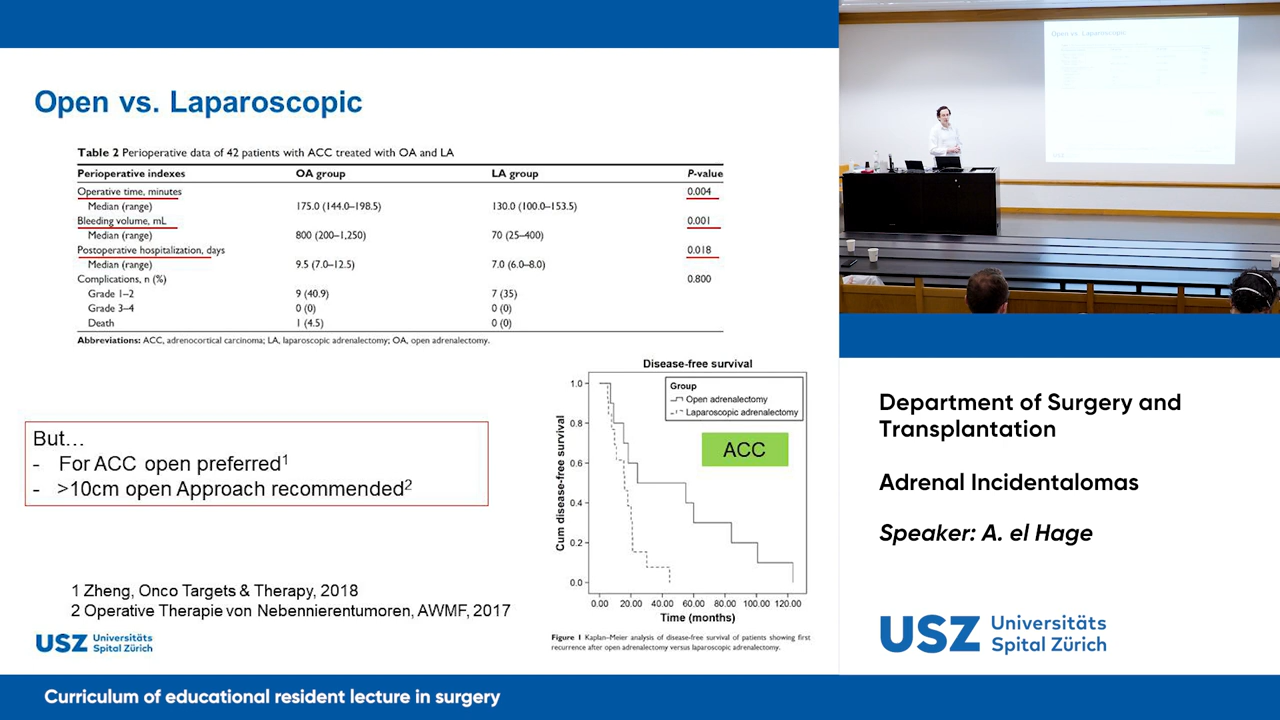 Open vs. Laparoscopic
Table 2 Perioperative data of 42 patients with ACC treated with OA and LA
Perioperative indexes OA group LA group P-value
Operative time, minutes 0.004
Median (range) 175.0 (144.0–198.5) 130.0 (100.0–153.5)
Bleeding volume, mL 0.001
Median (range) 800 (200–1,250) 70 (25–400)
Postoperative hospitalization, days 0.018
Median (range) 9.5 (7.0–12.5) 7.0 (6.0–8.0)
Complications, n (%) 0.800
Grade 1–2 9 (40.9) 7 (35)
Grade 3–4 0 (0) 0 (0)
Death 1 (4.5) 0 (0)
Abbreviations: ACC, adrenocortical carcinoma; LA, laparoscopic adrenalectomy; OA, open adrenalectomy.
But…
- For ACC open preferred1
- >10cm open Approach recommended2
Disease-free survival
Group
Open adrenalectomy
Laparoscopic adrenalectomy
ACC
Cum disease-free survival
1.0
0.8
0.6
0.4
0.2
0.0
0.00 20.00 40.00 60.00 80.00 100.00 120.00
Time (months)
Figure 1 Kaplan–Meier analysis of disease-free survival of patients showing first
recurrence after open adrenalectomy versus laparoscopic adrenalectomy.
1 Zheng, Onco Targets & Therapy, 2018
2 Operative Therapie von Nebennierentumoren, AWMF, 2017
USZ Universitäts
Spital Zürich
Open vs. Laparoscopic
Department of Surgery and
Transplantation
Adrenal Incidentalomas
Speaker: A. el Hage
USZ Universitäts
Spital Zürich
Curriculum of educational resident lecture in surgery